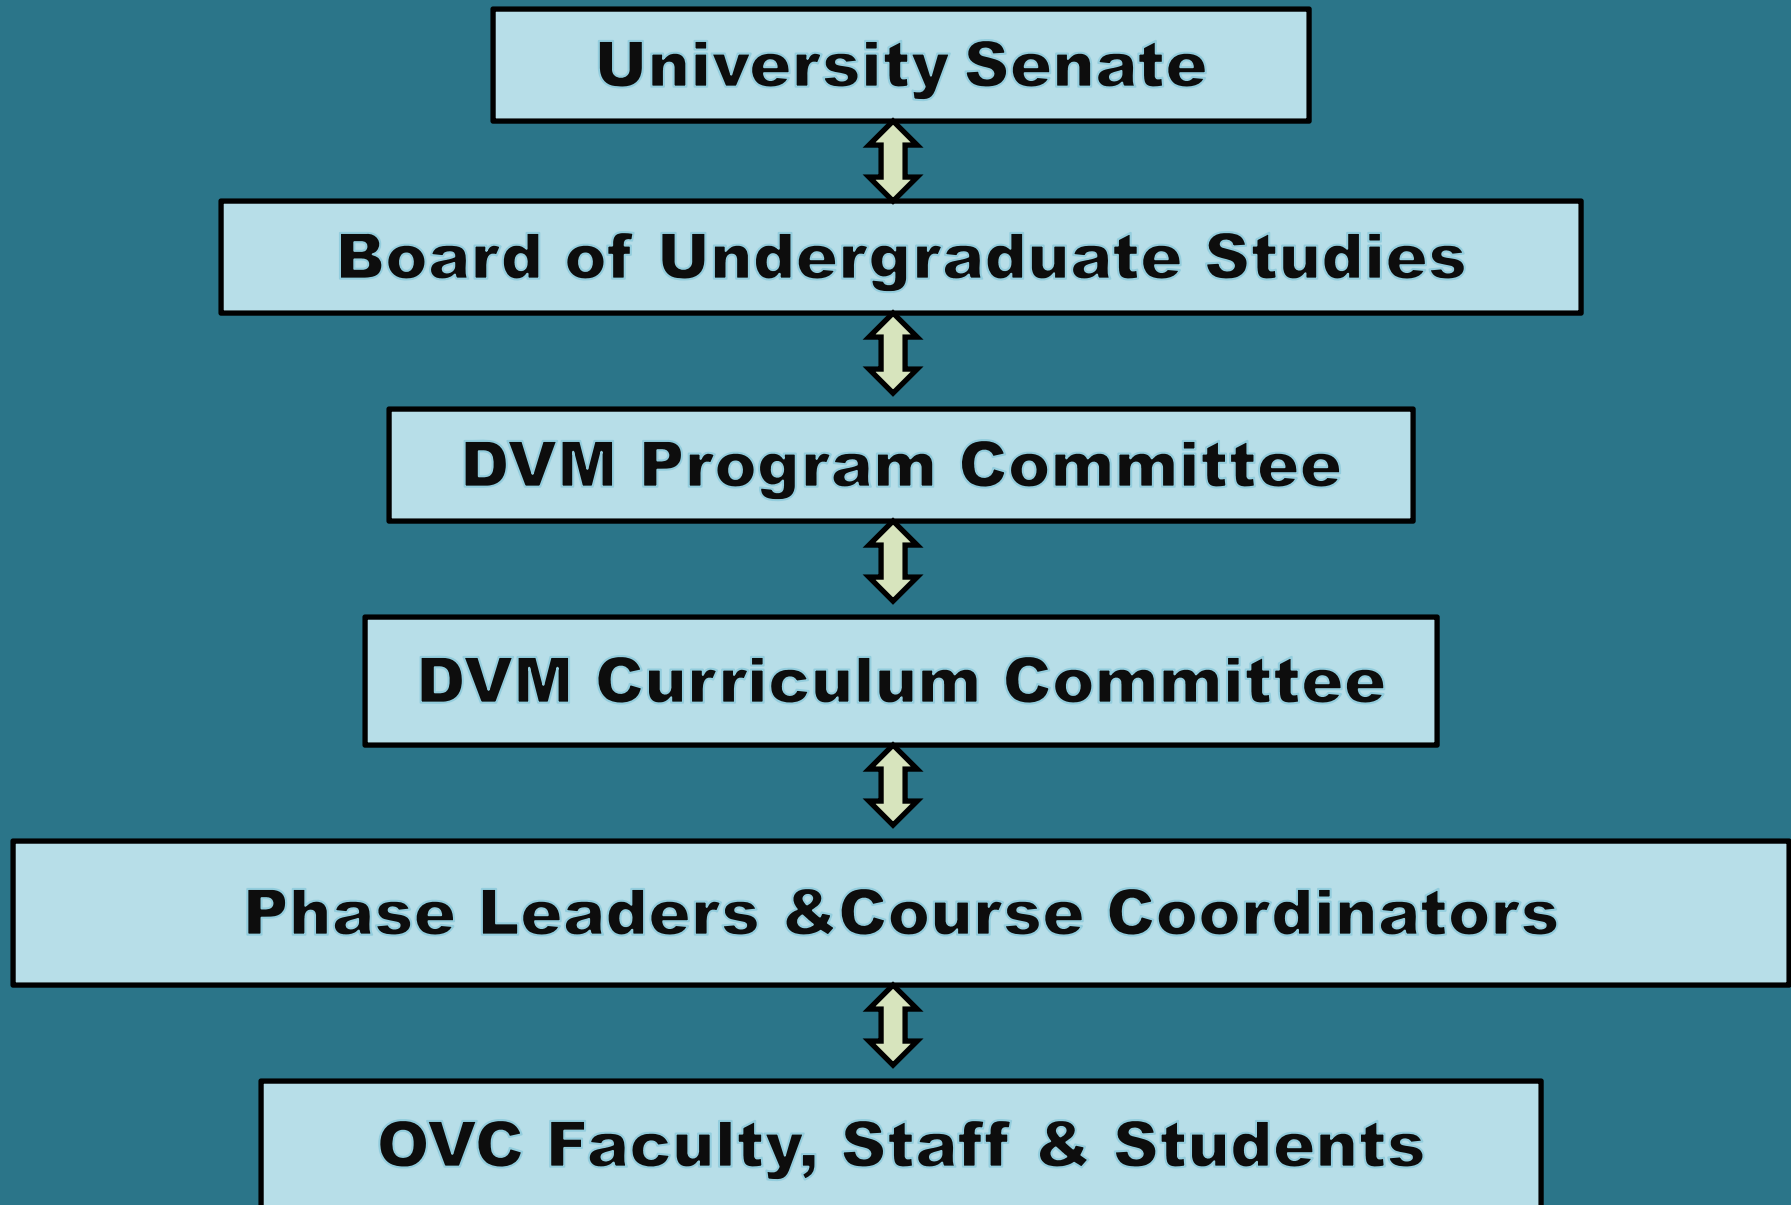 University Senate
Board of Undergraduate Studies
DVM Program Committee
DVM Curriculum Committee
Phase Leaders &Course Coordinators
OVC Faculty, Staff & Students